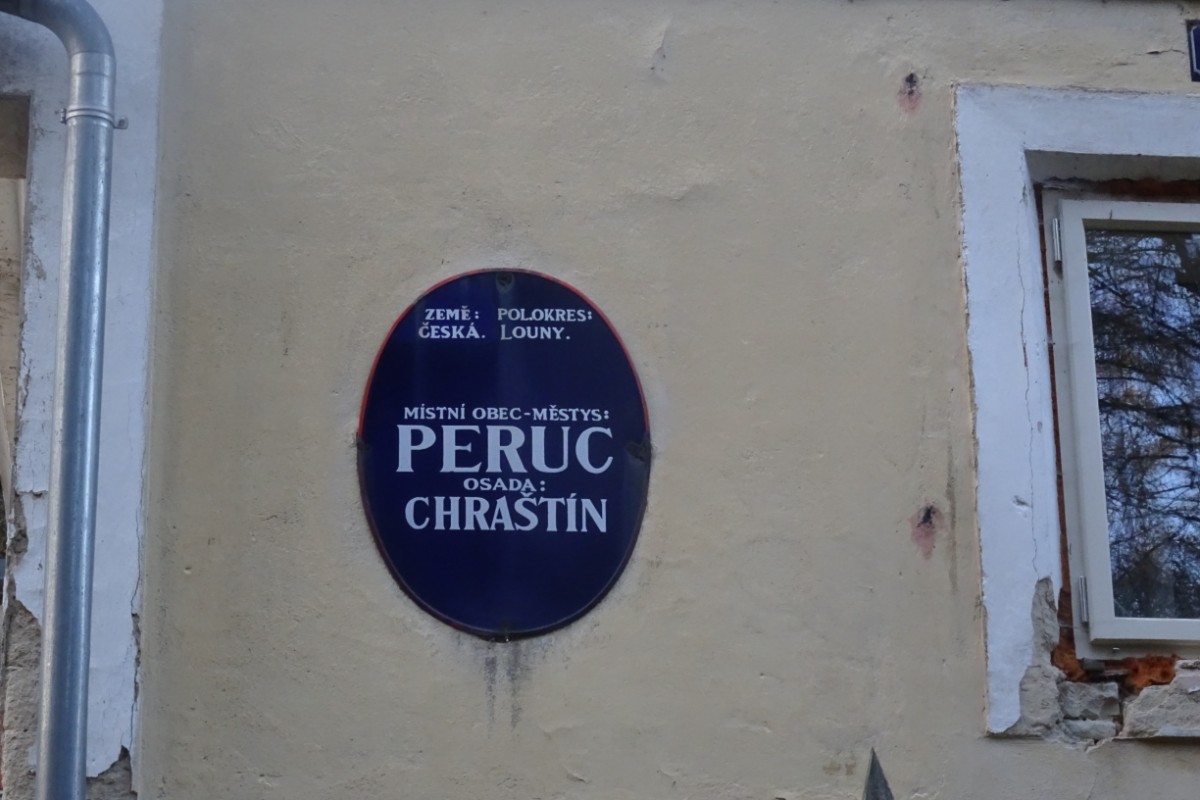 ZEMĚ: POLOKRES:
ČESKÁ. LOUNY.
MÍSTNÍ OBEC-MĚSTYS:
PERUC
OSADA:
CHRAŠTÍN